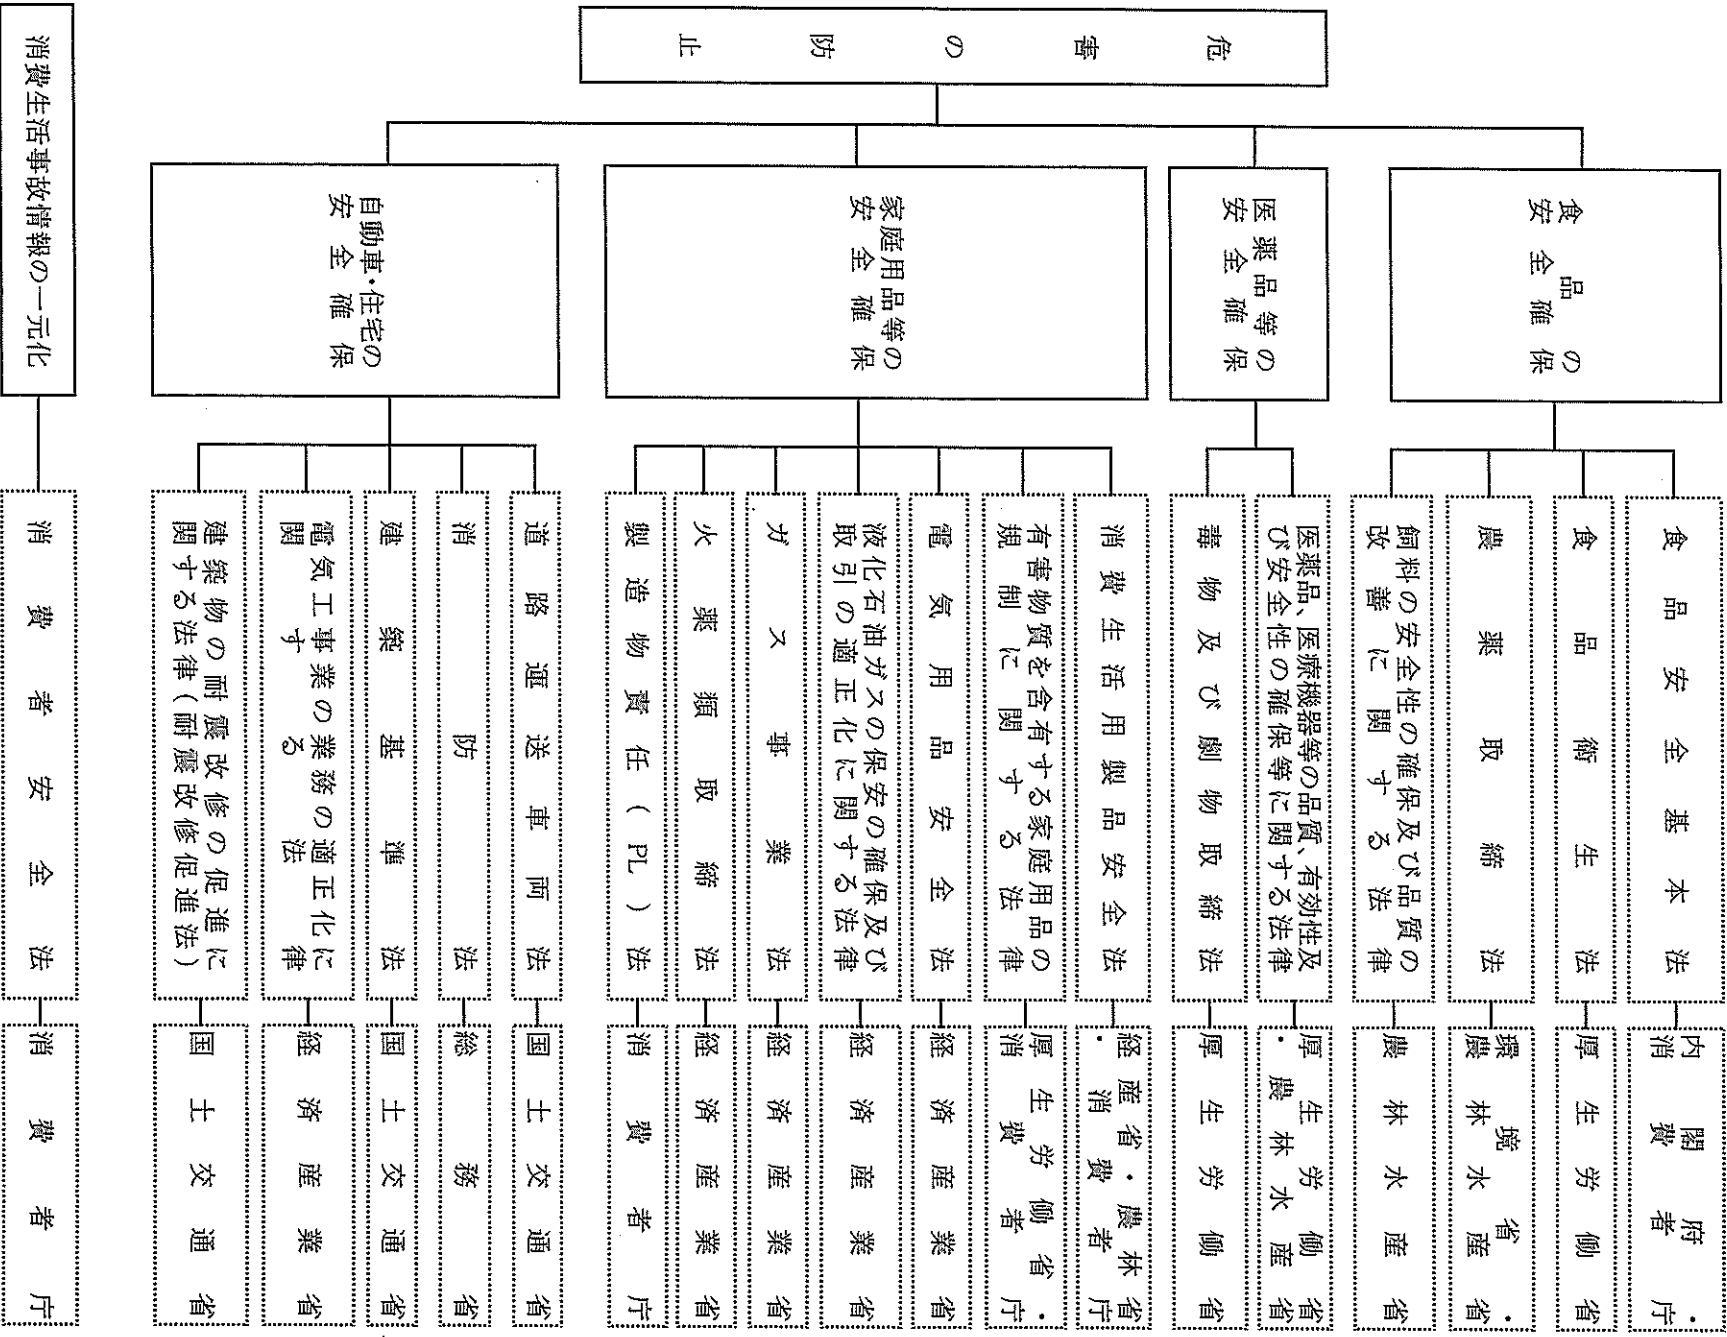 危害の防止
食品の
安全確保
食品安全基本法
内閣府・
消費者庁
食品衛生法
厚生労働省
農薬取締法
環境省・
農林水産省
飼料の安全性の確保及び品質の
改善に関する法律
農林水産省
医薬品等の
安全確保
医薬品、医療機器等の品質、有効性及
び安全性の確保等に関する法律
厚生労働省
・農林水産省
毒物及び劇物取締法
厚生労働省
家庭用品等の
安全確保
消費生活用製品安全法
経産省・農林省
・消費者庁
有害物質を含有する家庭用品の
規制に関する法律
厚生労働省・
消費者庁
電気用品安全法
経済産業省
液化石油ガスの保安の確保及び
取引の適正化に関する法律
経済産業省
ガス事業法
経済産業省
火薬類取締法
経済産業省
製造物責任(PL)法
消費者庁
自動車・住宅の
安全確保
道路運送車両法
国土交通省
消防法
総務省
建築基準法
国土交通省
電気工事業の業務の適正化に
関する法律
経済産業省
建築物の耐震改修の促進に
関する法律(耐震改修促進法)
国土交通省
消費生活事故情報の一元化
消費者安全法
消費者庁